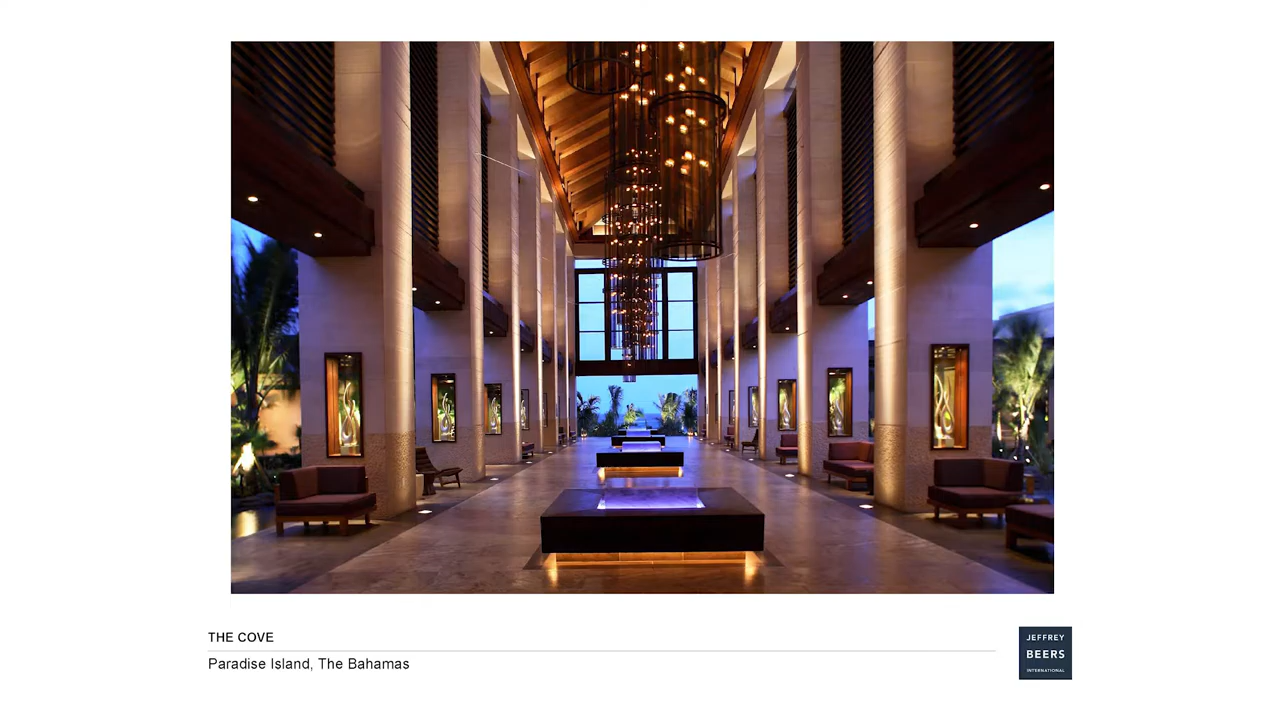 THE COVE
Paradise Island, The Bahamas
JEFFREY
BEERS
INTERNATIONAL